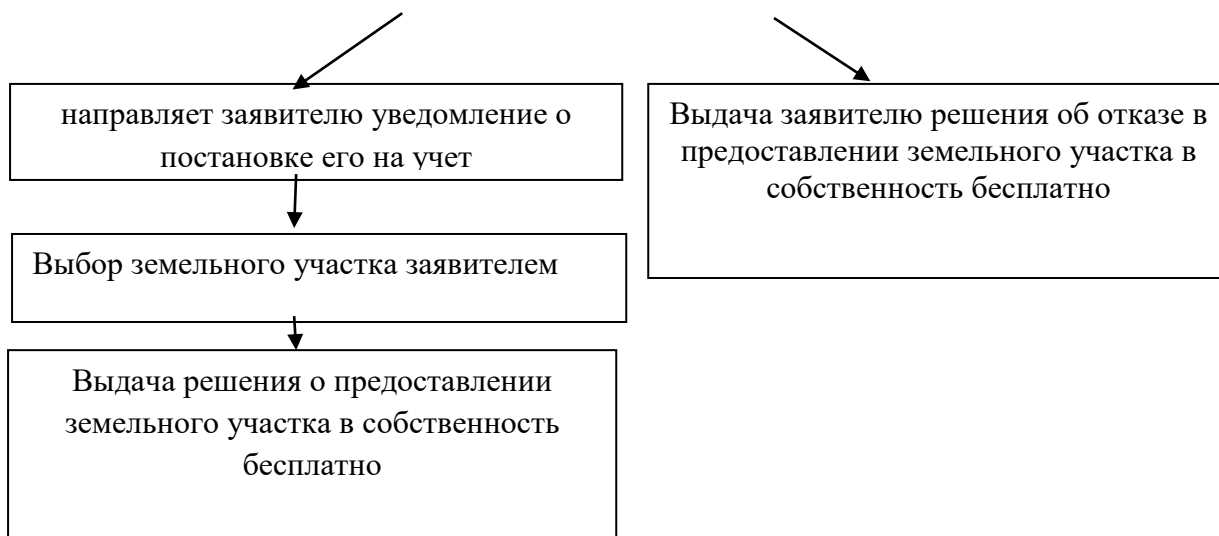 направляет заявителю уведомление о
постановке его на учет
Выбор земельного участка заявителем
Выдача решения о предоставлении
земельного участка в собственность
бесплатно
Выдача заявителю решения об отказе в
предоставлении земельного участка в
собственность бесплатно